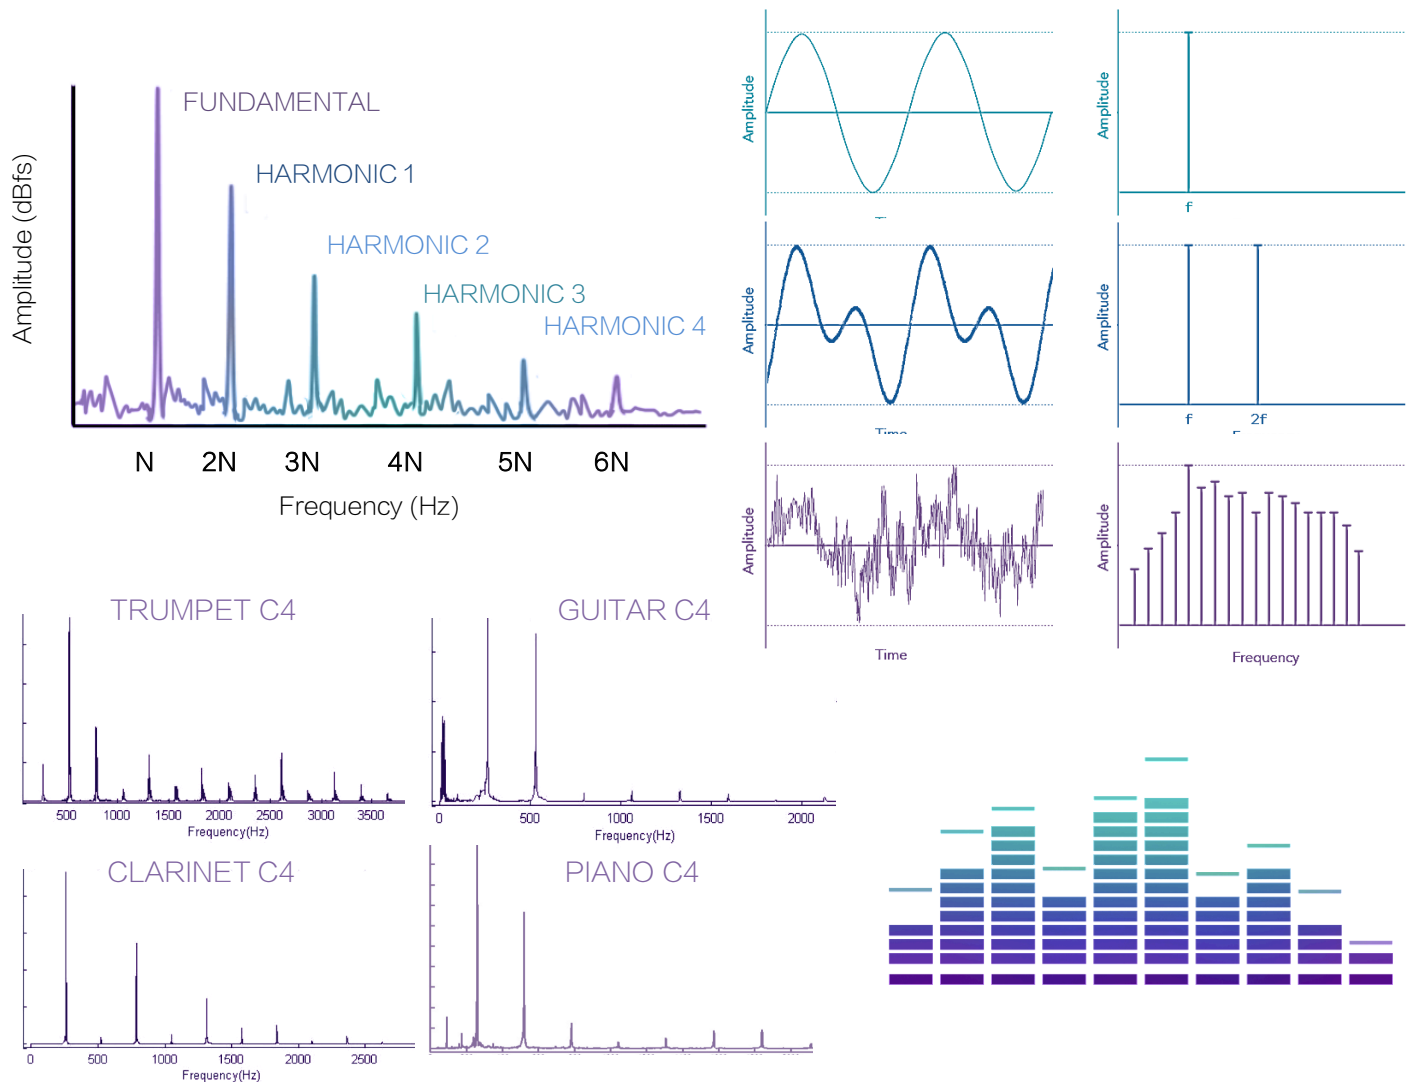 FUNDAMENTAL
HARMONIC 1
HARMONIC 2
HARMONIC 3
HARMONIC 4
Amplitude (dBfs)
N 2N 3N 4N 5N 6N
Frequency (Hz)
Amplitude
Amplitude
f
Amplitude
Time
Amplitude
f 2f
Amplitude
Time
Amplitude
Frequency
TRUMPET C4
500 1000 1500 2000 2500 3000 3500
Frequency(Hz)
GUITAR C4
0 500 1000 1500 2000
Frequency(Hz)
CLARINET C4
0 500 1000 1500 2000 2500
Frequency(Hz)
PIANO C4